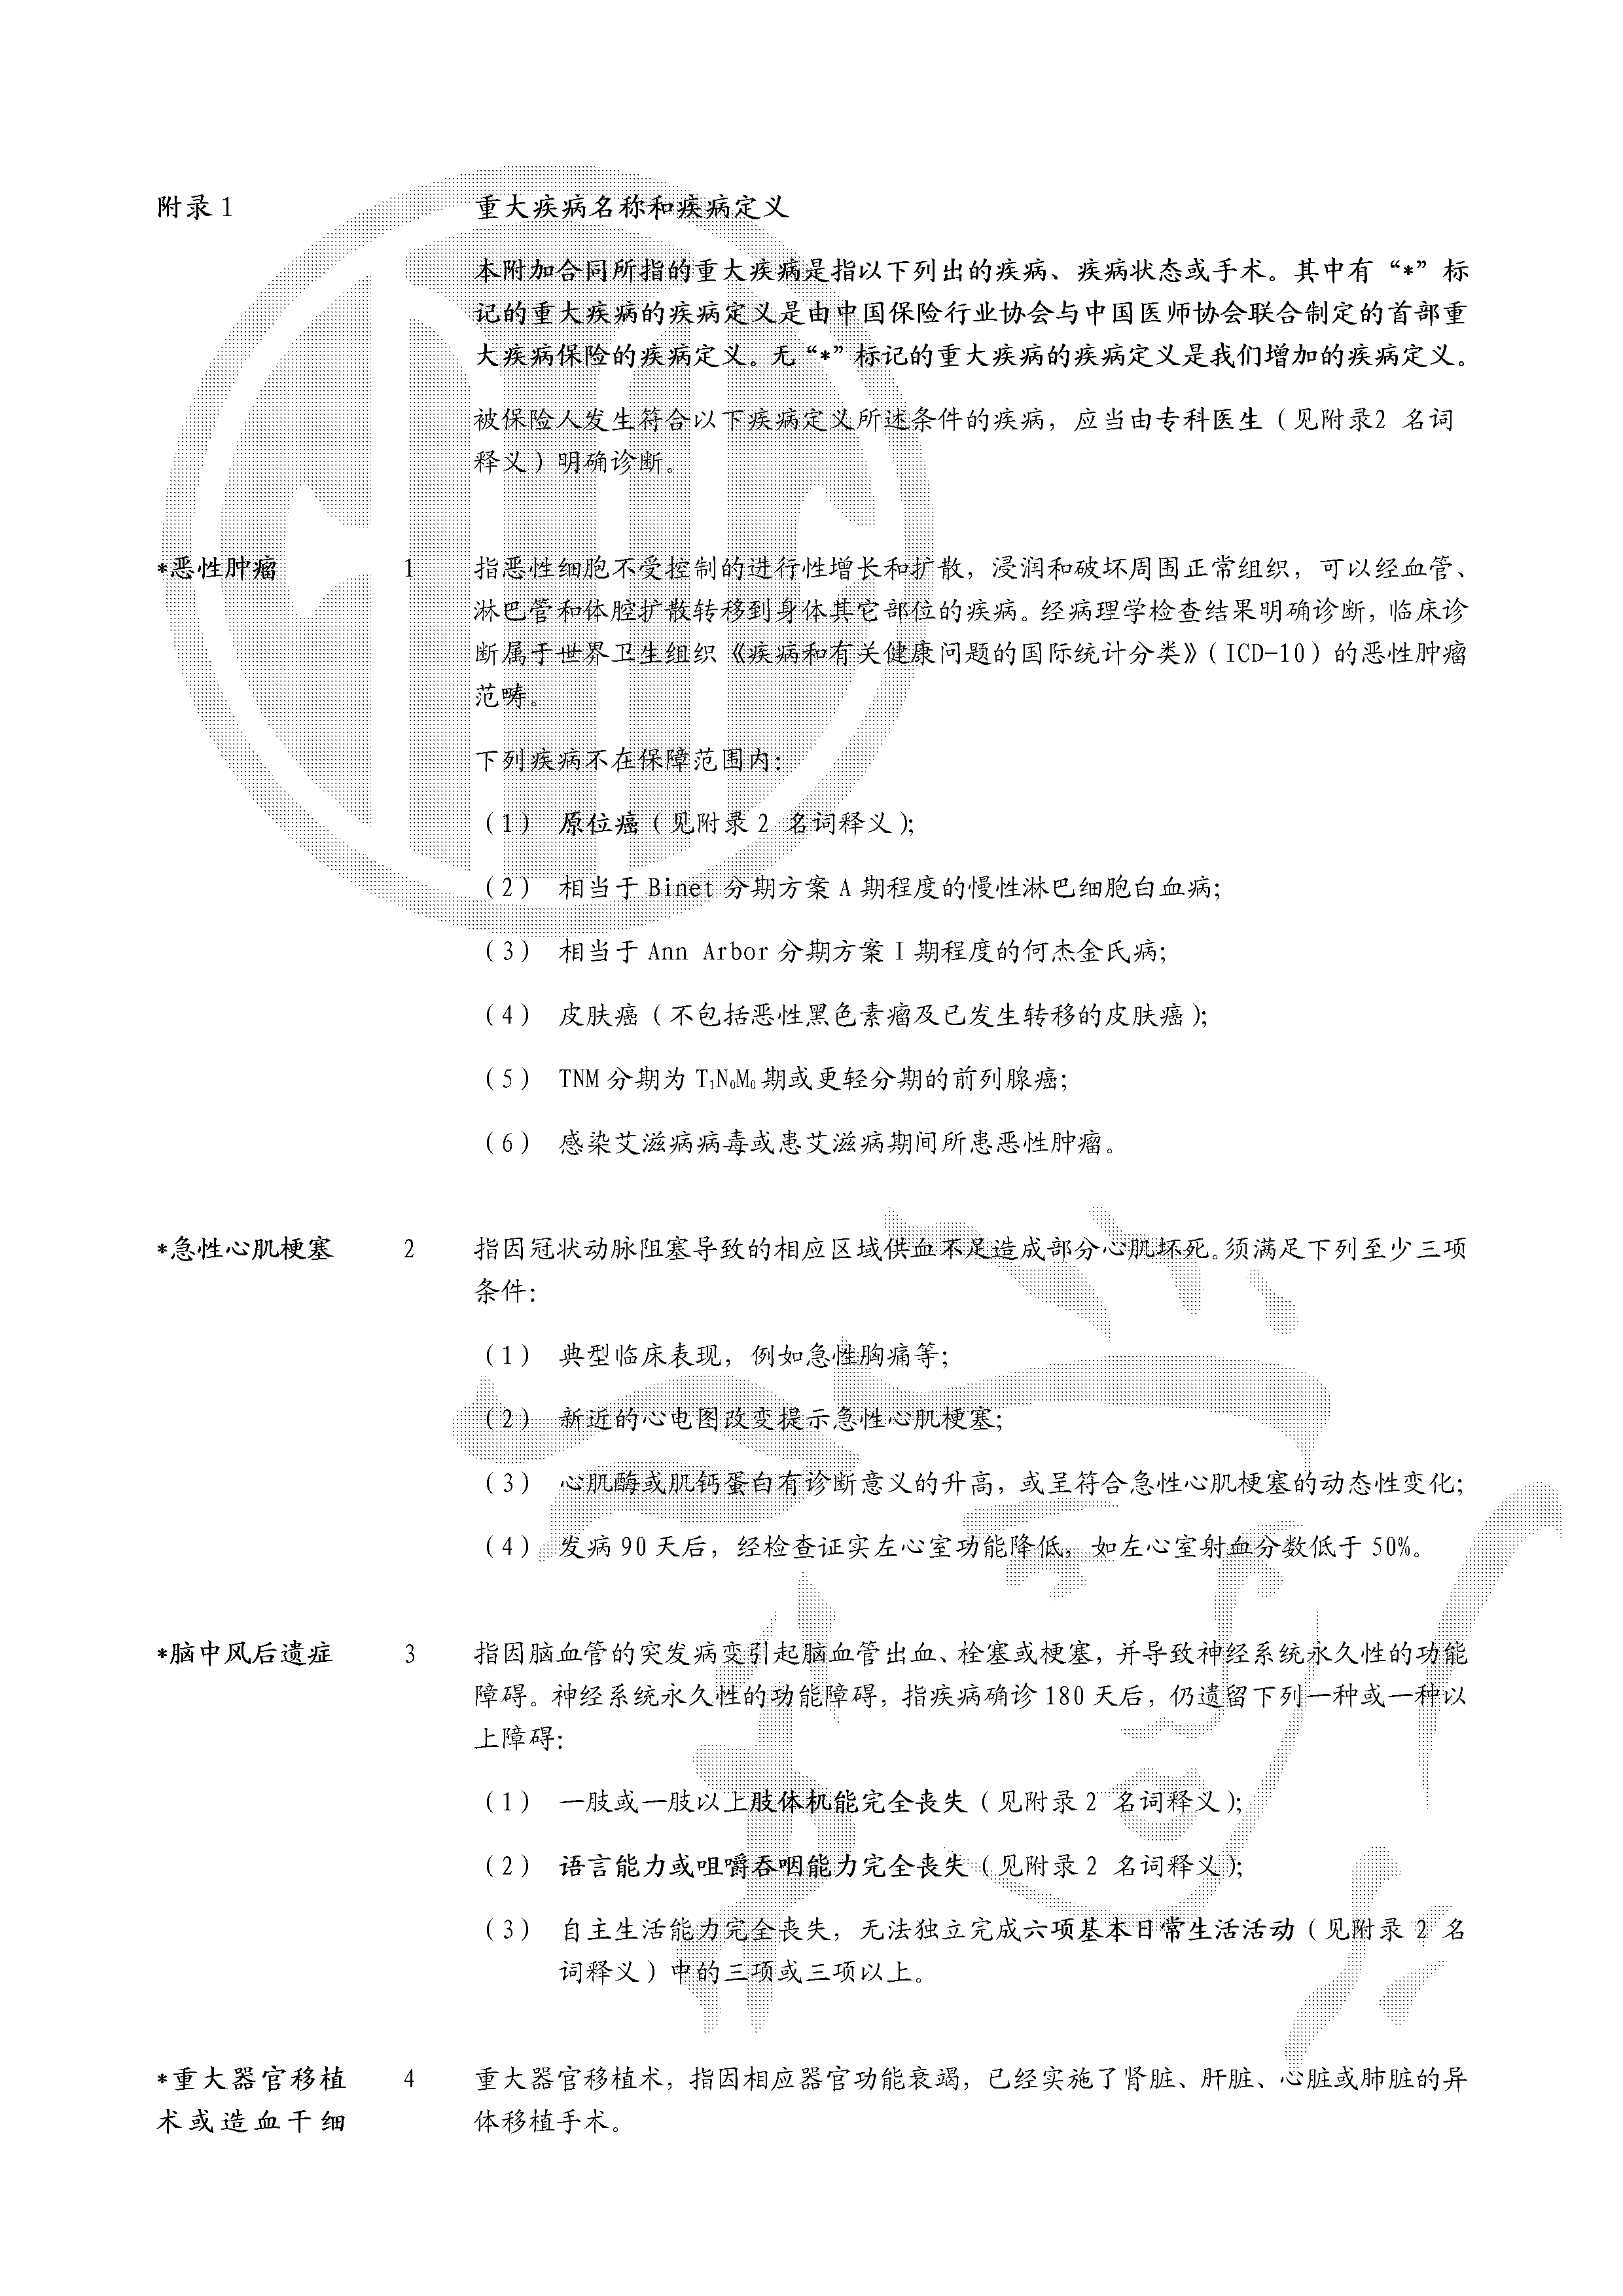 附录1 重大疾病名称和疾病定义
本附加合同所指的重大疾病是指以下列出的疾病、疾病状态或手术。其中有“*”标
记的重大疾病的疾病定义是由中国保险行业协会与中国医师协会联合制定的首部重
大疾病保险的疾病定义。无“*”标记的重大疾病的疾病定义是我们增加的疾病定义。
被保险人发生符合以下疾病定义所述条件的疾病，应当由专科医生（见附录2 名词
释义）明确诊断。
*恶性肿瘤 1 指恶性细胞不受控制的进行性增长和扩散，浸润和破坏周围正常组织，可以经血管、
淋巴管和体腔扩散转移到身体其它部位的疾病。经病理学检查结果明确诊断，临床诊
断属于世界卫生组织《疾病和有关健康问题的国际统计分类》（ICD-10）的恶性肿瘤
范畴。
下列疾病不在保障范围内：
（1） 原位癌（见附录2 名词释义）；
（2） 相当于Binet分期方案A期程度的慢性淋巴细胞白血病；
（3） 相当于Ann Arbor分期方案I期程度的何杰金氏病；
（4） 皮肤癌（不包括恶性黑色素瘤及已发生转移的皮肤癌）；
（5） TNM分期为T₁N₀M₀期或更轻分期的前列腺癌；
（6） 感染艾滋病病毒或患艾滋病期间所患恶性肿瘤。
*急性心肌梗塞 2 指因冠状动脉阻塞导致的相应区域供血不足造成部分心肌坏死。须满足下列至少三项
条件：
（1） 典型临床表现，例如急性胸痛等；
（2） 新近的心电图改变提示急性心肌梗塞；
（3） 心肌酶或肌钙蛋白有诊断意义的升高，或呈符合急性心肌梗塞的动态性变化；
（4） 发病90天后，经检查证实左心室功能降低，如左心室射血分数低于50%。
*脑中风后遗症 3 指因脑血管的突发病变引起脑血管出血、栓塞或梗塞，并导致神经系统永久性的功能
障碍。神经系统永久性的功能障碍，指疾病确诊180天后，仍遗留下列一种或一种以
上障碍：
（1） 一肢或一肢以上肢体机能完全丧失（见附录2 名词释义）；
（2） 语言能力或咀嚼吞咽能力完全丧失（见附录2 名词释义）；
（3） 自主生活能力完全丧失，无法独立完成六项基本日常生活活动（见附录2 名
词释义）中的三项或三项以上。
*重大器官移植 4 重大器官移植术，指因相应器官功能衰竭，已经实施了肾脏、肝脏、心脏或肺脏的异
术或造血干细 体移植手术。